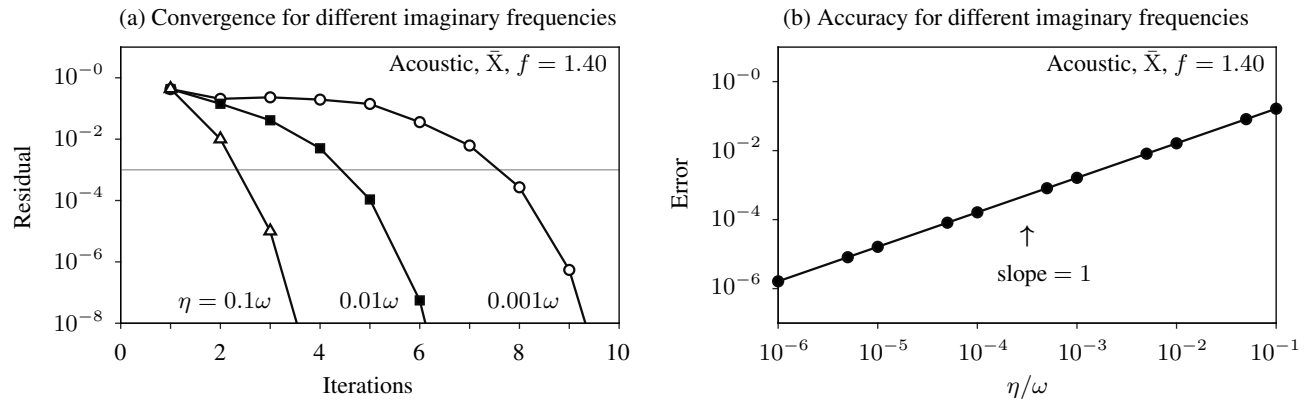 (a) Convergence for different imaginary frequencies
Acoustic, X̄, f = 1.40
Residual
10⁻⁰
10⁻²
10⁻⁴
10⁻⁶
10⁻⁸
η = 0.1ω
0.01ω
0.001ω
0 2 4 6 8 10
Iterations
(b) Accuracy for different imaginary frequencies
Acoustic, X̄, f = 1.40
Error
10⁻⁰
10⁻²
10⁻⁴
10⁻⁶
↑
slope = 1
10⁻⁶ 10⁻⁵ 10⁻⁴ 10⁻³ 10⁻² 10⁻¹
η/ω